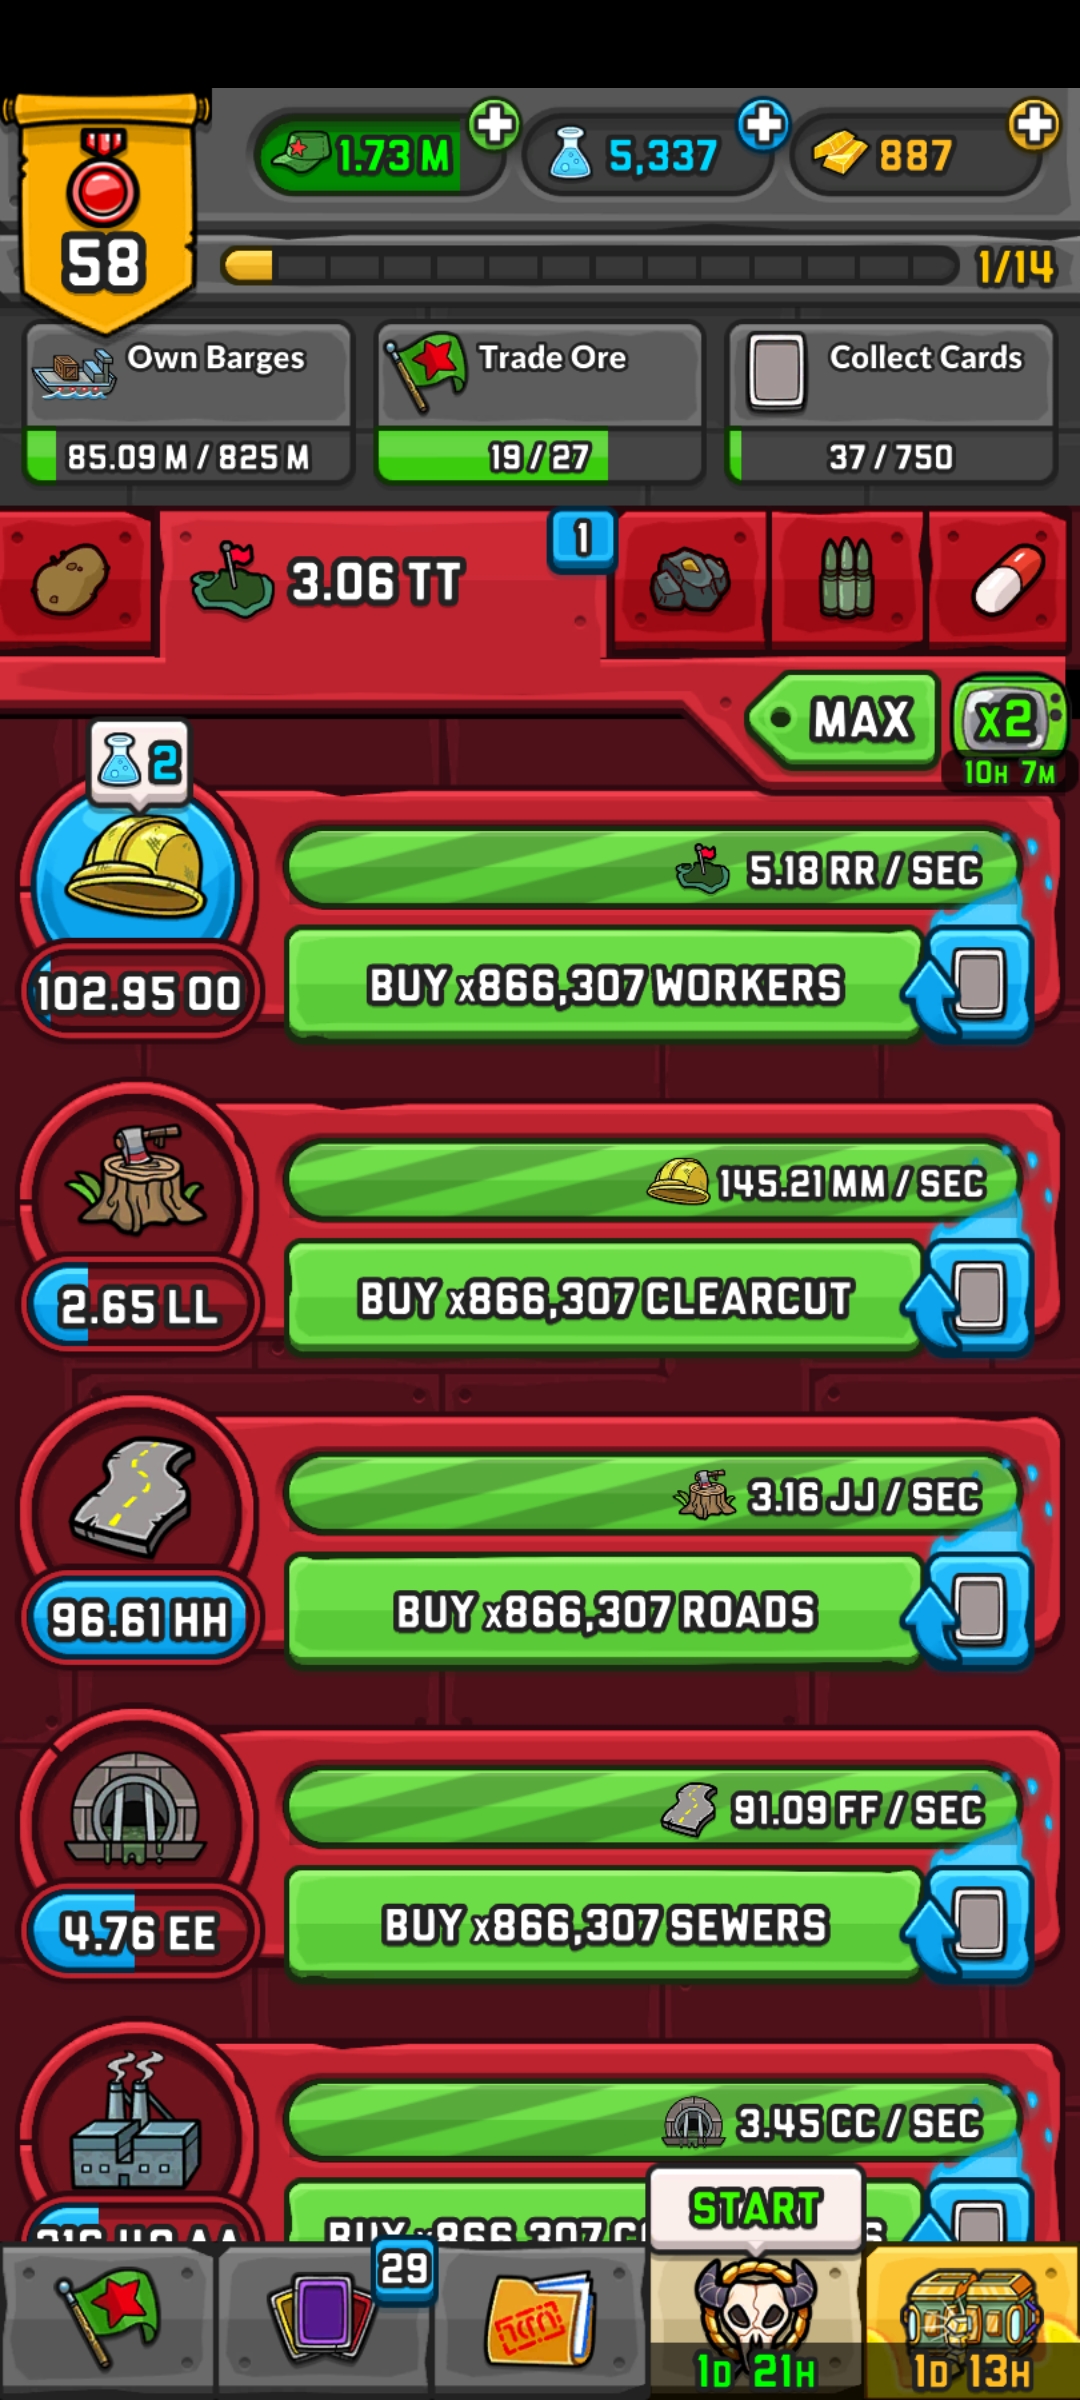 1.73 M
5,337
887
58
1/14
Own Barges
85.09 M / 825 M
Trade Ore
19 / 27
Collect Cards
37 / 750
3.06 TT
1
MAX
x2
10H 7M
2
5.18 RR / SEC
102.95 OO
BUY x866,307 WORKERS
145.21 MM / SEC
2.65 LL
BUY x866,307 CLEARCUT
3.16 JJ / SEC
96.61 HH
BUY x866,307 ROADS
91.09 FF / SEC
4.76 EE
BUY x866,307 SEWERS
3.45 CC / SEC
BUY x866,307
START
29
1D 21H
1D 13H